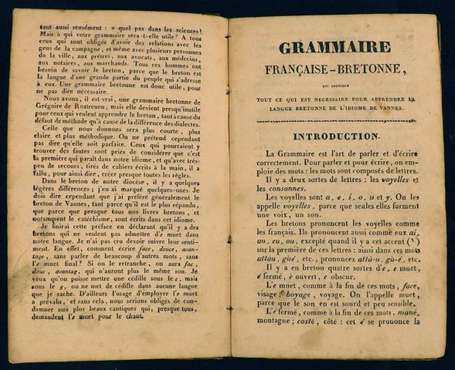 tout aussi rendement : « quel pas dans les sciences!
Mais à qui votre grammaire sera-t-elle utile? A tous
ceux qui sont obligés d'avoir des relations avec les
gens de la campagne, et même avec plusieurs personnes
de la ville, aux prêtres, aux avocats, aux médecins,
aux notaires, aux marchands. Tous ces hommes ont
besoin de savoir le breton, parce que le breton est
la langue d'une grande partie du peuple qui s'adresse
à eux. Une grammaire bretonne est donc utile, pour
ne pas dire nécessaire.
Nous avons, il est vrai, une grammaire bretonne de
Grégoire de Rostrenen, mais elle devient presqu'inutile
pour ceux qui veulent apprendre le breton, tant à cause du
défaut de méthode qu'à cause de la différence des dialectes.
Celle que nous donnons sera plus courte, plus
claire et plus méthodique. On ne prétend cependant
pas dire qu'elle soit parfaite. Ceux qui pourraient y
trouver des fautes sont priés de considérer que c'est
la première qui paraît dans notre idiome, et qu'avec très-
peu de secours, tirés de cahiers écrits à la main, il a
fallu, pour ainsi dire, créer presque toutes les règles.
Dans le breton de notre diocèse, il y a quelques
légères différences; j'en ai marqué quelques-unes. Je
dois dire cependant que j'ai préféré généralement le
breton de Vannes, tant parce qu'il est le plus répandu,
que parce que presque tous nos livres bretons, et
notamment le catéchisme, sont écrits dans cet idiome.
Je finirai cette préface en déclarant qu'il y a des
bretons qui ne veulent pas admettre d'e muet dans
notre langue. Je n'ai pas cru devoir suivre leur senti-
ment. En effet, comment écrire face, douce, mon-
tage, sans parler de beaucoup d'autres mots, sans
l'e muet final? Si on le retranche, on aura
qui n'auront plus le même son. Je
veux qu'on puisse mettre une cédille sous le c, mais
sous le g, on ne met de cédille dans aucune langue
que je sache. D'ailleurs l'usage d'employer l'e muet a
prévalu, et sans cela, nous serions obligés de con-
damner aux plus beaux cantiques qui, presque tous,
demandent l'e muet pour le chant.
GRAMMAIRE
FRANÇAISE-BRETONNE,
QUI CONTIENT
TOUT CE QUI EST NECESSAIRE POUR APPRENDRE LA
LANGUE BRETONNE DE L'IDIOME DE VANNES.
INTRODUCTION.
La Grammaire est l'art de parler et d'écrire
correctement. Pour parler et pour écrire, on em-
ploie des mots : les mots sont composés de lettres.
Il y a deux sortes de lettres : les voyelles et
les consonnes.
Les voyelles sont a, e, i, o, u et y. On les
appelle voyelles, parce que seules elles forment
une voix, un son.
Les bretons prononcent les voyelles comme
les français. Ils prononcent aussi comme eux ai,
au, eu, ou, excepté quand il y a cet accent (`)
sur la première de ces lettres : ainsi dans ces mots
attàu, gùé, etc., prononcez attà-u, gù-é, etc.
Il y a en breton quatre sortes d'e, e muet,
é fermé, è ouvert, e obscur.
L'e muet, comme à la fin de ces mots, face,
visage, boyage, voyage. On l'appelle muet,
parce que le son en est sourd et peu sensible.
L'é fermé, comme à la fin de ces mots, mané,
montagne; costé, côté : cet é se prononce la